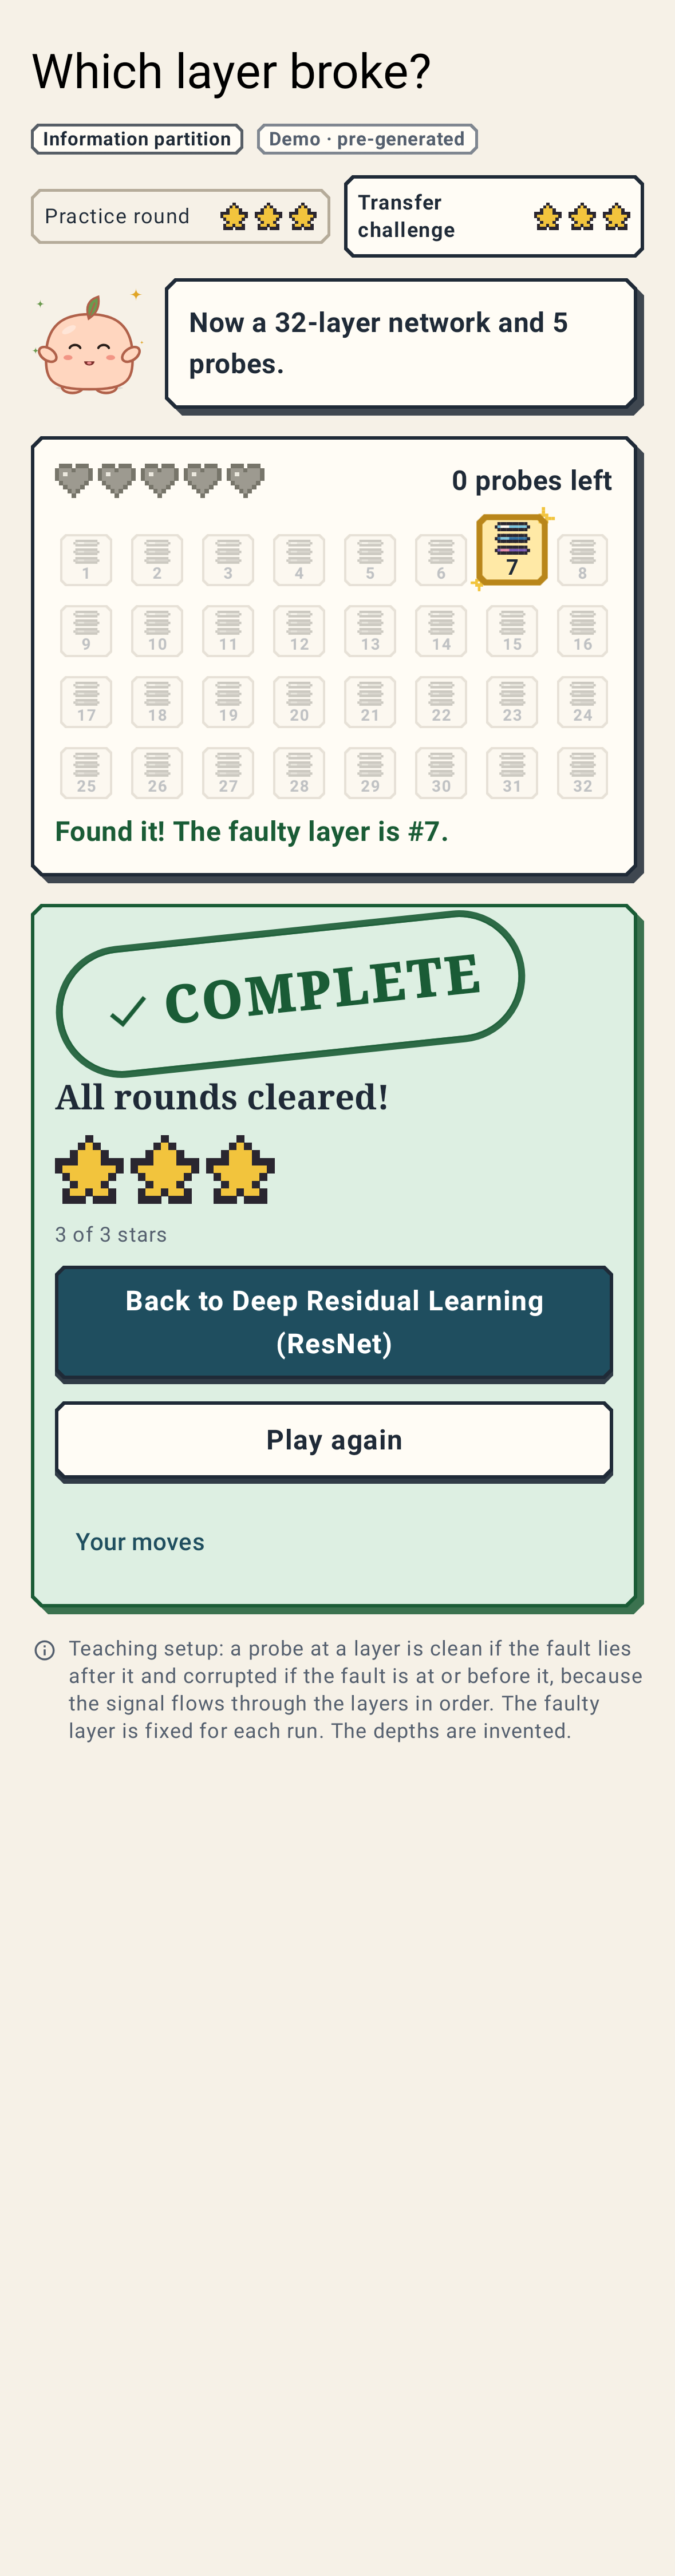 Which layer broke?
Information partition
Demo · pre-generated
Practice round
Transfer
challenge
Now a 32-layer network and 5
probes.
0 probes left
1 2 3 4 5 6 7 8
9 10 11 12 13 14 15 16
17 18 19 20 21 22 23 24
25 26 27 28 29 30 31 32
Found it! The faulty layer is #7.
✓ COMPLETE
All rounds cleared!
3 of 3 stars
Back to Deep Residual Learning
(ResNet)
Play again
Your moves
Teaching setup: a probe at a layer is clean if the fault lies
after it and corrupted if the fault is at or before it, because
the signal flows through the layers in order. The faulty
layer is fixed for each run. The depths are invented.